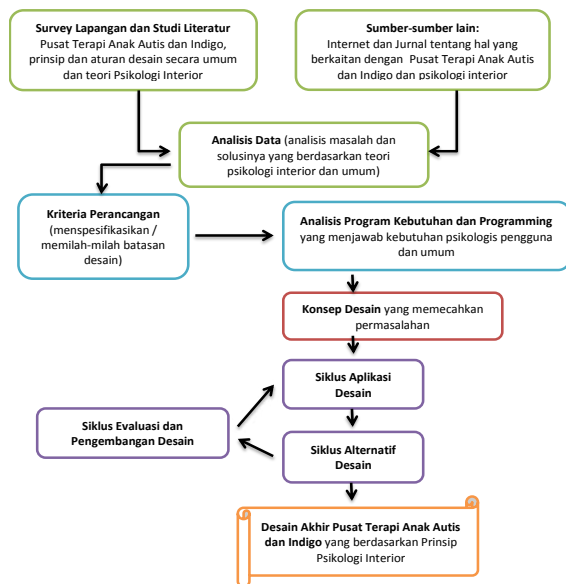 Survey Lapangan dan Studi Literatur
Pusat Terapi Anak Autis dan Indigo,
prinsip dan aturan desain secara umum
dan teori Psikologi Interior
Sumber-sumber lain:
Internet dan Jurnal tentang hal yang
berkaitan dengan Pusat Terapi Anak Autis
dan Indigo dan psikologi interior
Analisis Data (analisis masalah dan
solusinya yang berdasarkan teori
psikologi interior dan umum)
Kriteria Perancangan
(menspesifikasikan /
memilah-milah batasan
desain)
Analisis Program Kebutuhan dan Programming
yang menjawab kebutuhan psikologis pengguna
dan umum
Konsep Desain yang memecahkan
permasalahan
Siklus Aplikasi
Desain
Siklus Evaluasi dan
Pengembangan Desain
Siklus Alternatif
Desain
Desain Akhir Pusat Terapi Anak Autis
dan Indigo yang berdasarkan Prinsip
Psikologi Interior